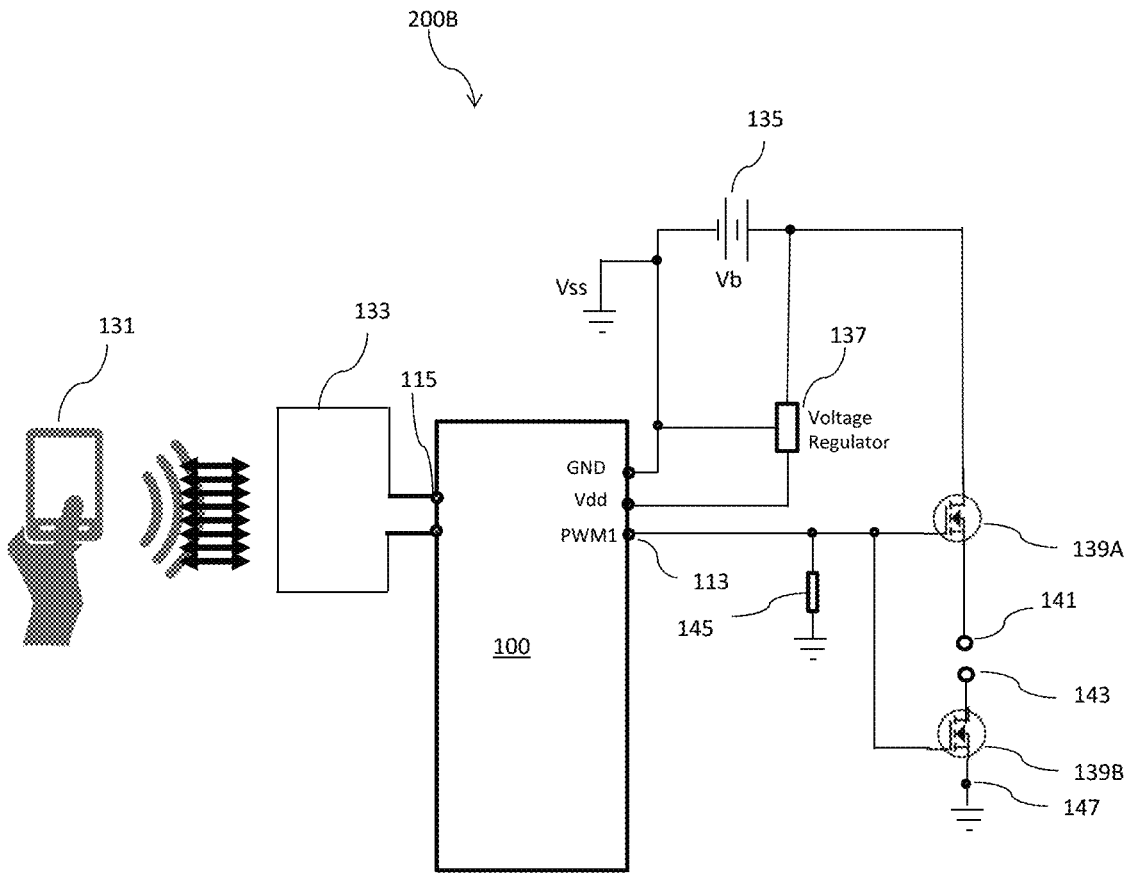 200B
135
Vb
Vss
131
133
137
115
Voltage
Regulator
GND
Vdd
PWM1
139A
113
145
141
100
143
139B
147